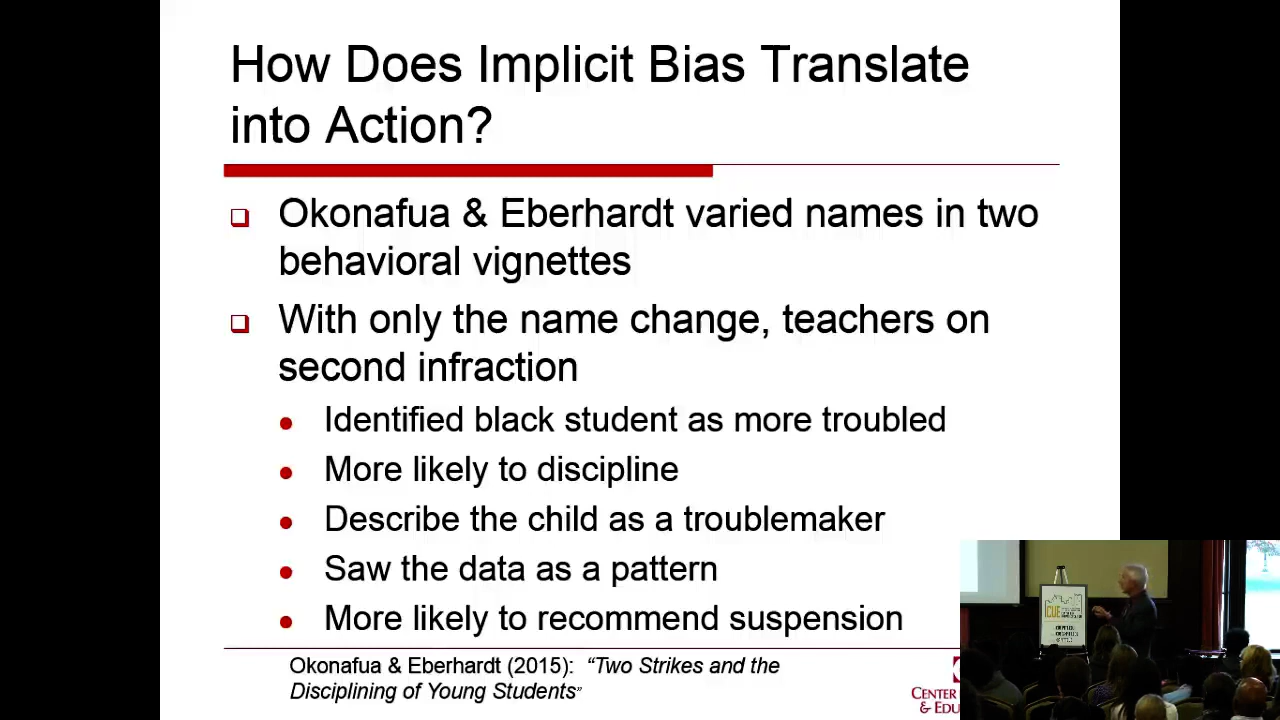 How Does Implicit Bias Translate
into Action?
Okonafua & Eberhardt varied names in two
behavioral vignettes
With only the name change, teachers on
second infraction
Identified black student as more troubled
More likely to discipline
Describe the child as a troublemaker
Saw the data as a pattern
More likely to recommend suspension
Okonafua & Eberhardt (2015): “Two Strikes and the
Disciplining of Young Students”
CENTER
& EDU
CUE